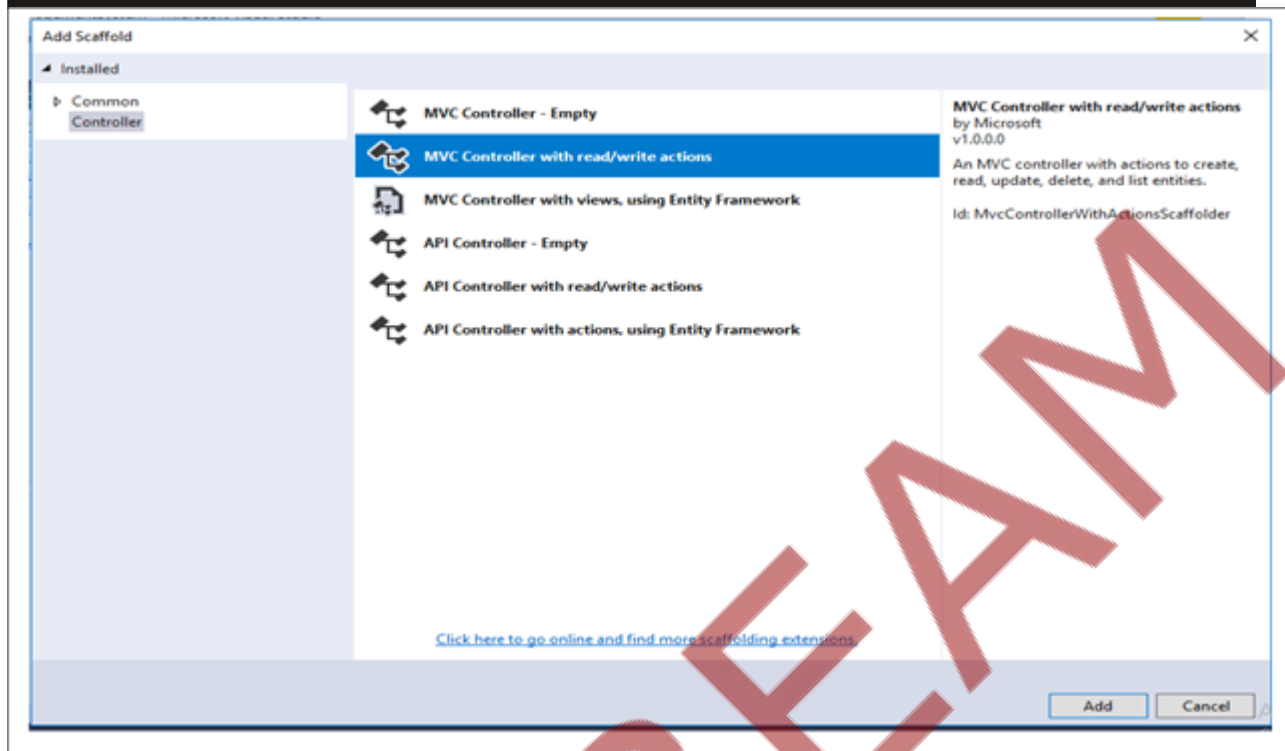 Add Scaffold
Installed
Common
Controller
MVC Controller - Empty
MVC Controller with read/write actions
MVC Controller with views, using Entity Framework
API Controller - Empty
API Controller with read/write actions
API Controller with actions, using Entity Framework
Click here to go online and find more scaffolding extensions.
MVC Controller with read/write actions
by Microsoft
v1.0.0.0
An MVC controller with actions to create,
read, update, delete, and list entities.
Id: MvcControllerWithActionsScaffolder
Add
Cancel
EAM